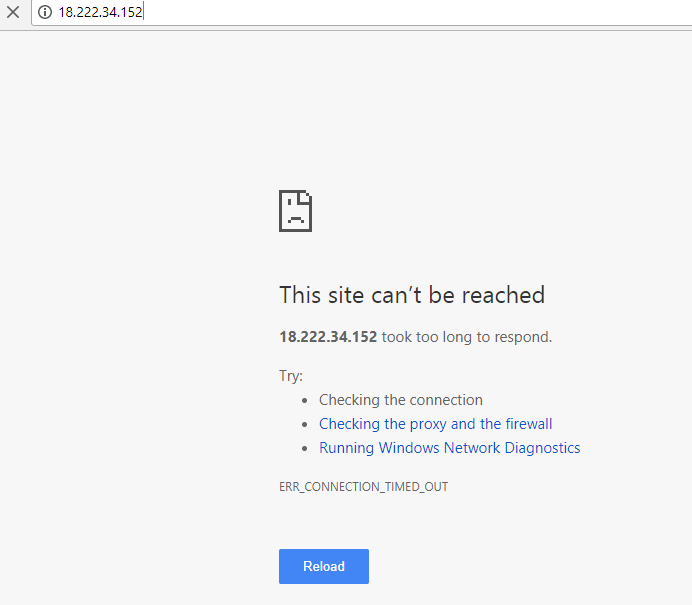 18.222.34.152
This site can’t be reached
18.222.34.152 took too long to respond.
Try:
Checking the connection
Checking the proxy and the firewall
Running Windows Network Diagnostics
ERR_CONNECTION_TIMED_OUT
Reload